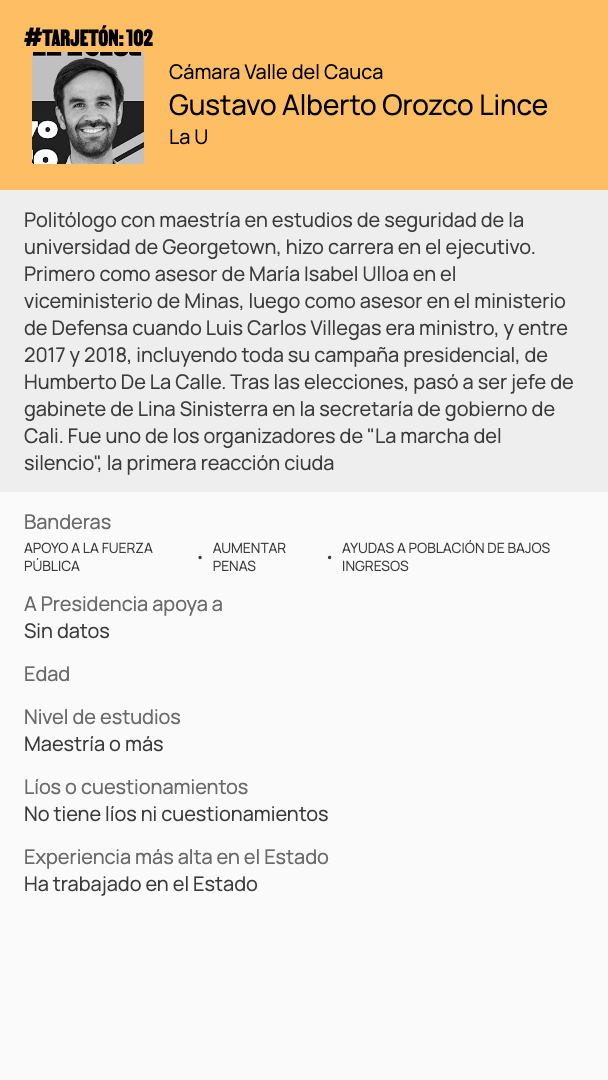 #TARJETÓN: 102
Cámara Valle del Cauca
Gustavo Alberto Orozco Lince
La U
vo
Politólogo con maestría en estudios de seguridad de la
universidad de Georgetown, hizo carrera en el ejecutivo.
Primero como asesor de María Isabel Ulloa en el
viceministerio de Minas, luego como asesor en el ministerio
de Defensa cuando Luis Carlos Villegas era ministro, y entre
2017 y 2018, incluyendo toda su campaña presidencial, de
Humberto De La Calle. Tras las elecciones, pasó a ser jefe de
gabinete de Lina Sinisterra en la secretaría de gobierno de
Cali. Fue uno de los organizadores de "La marcha del
silencio", la primera reacción ciuda
Banderas
APOYO A LA FUERZA PÚBLICA · AUMENTAR PENAS · AYUDAS A POBLACIÓN DE BAJOS INGRESOS
A Presidencia apoya a
Sin datos
Edad
Nivel de estudios
Maestría o más
Líos o cuestionamientos
No tiene líos ni cuestionamientos
Experiencia más alta en el Estado
Ha trabajado en el Estado